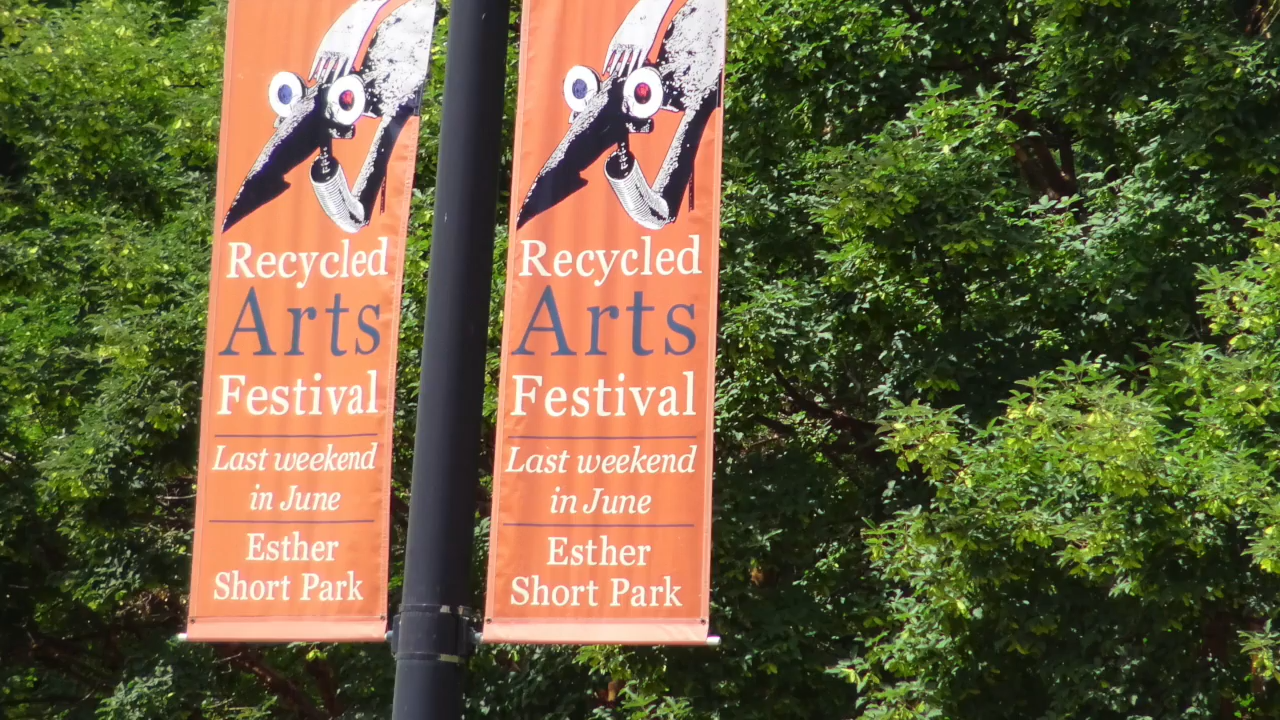 Recycled
Arts
Festival
Last weekend
in June
Esther
Short Park
Recycled
Arts
Festival
Last weekend
in June
Esther
Short Park